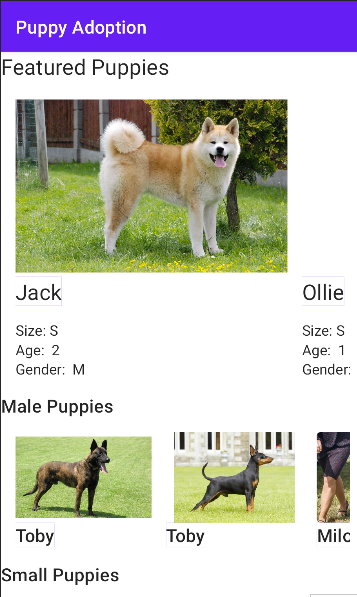 Puppy Adoption
Featured Puppies
Jack
Ollie
Size: S
Age: 2
Gender: M
Size: S
Age: 1
Gender:
Male Puppies
Toby
Toby
Milo
Small Puppies